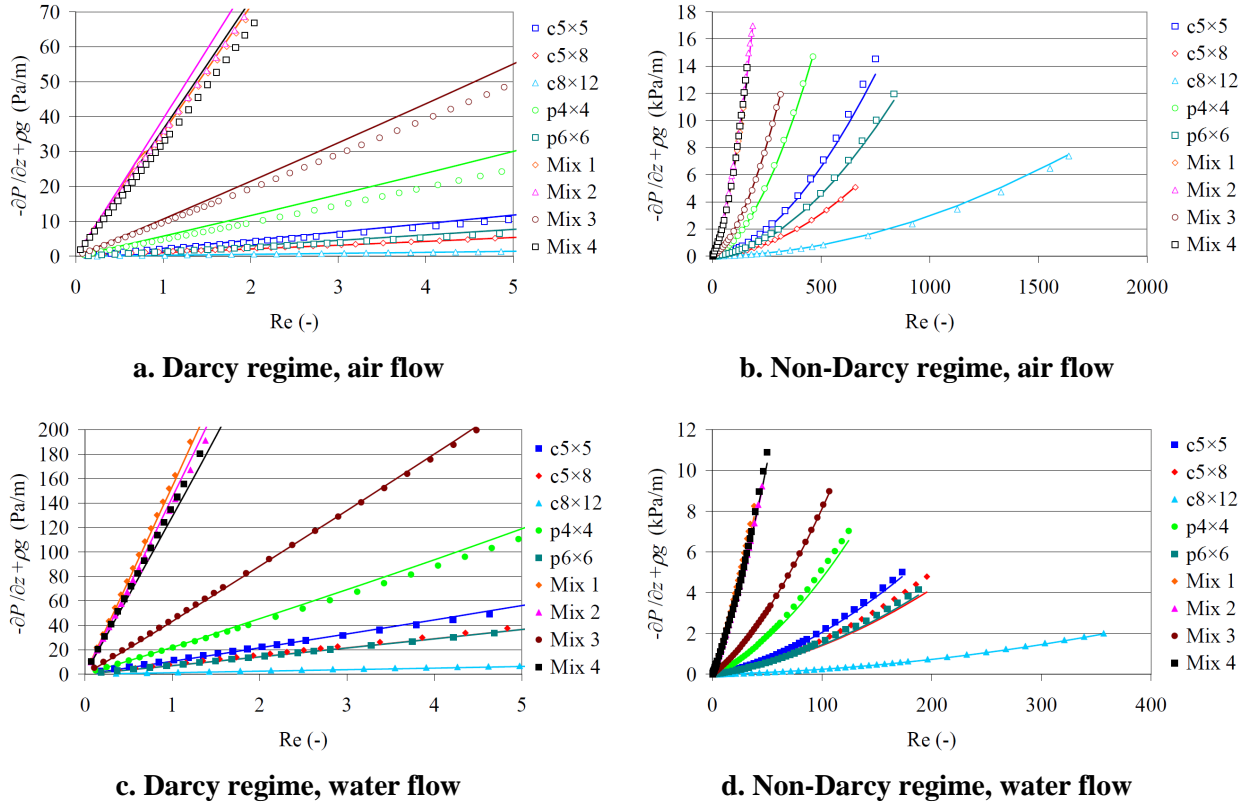 -∂P/∂z+ρg (Pa/m)
70
60
50
40
30
20
10
0
0 1 2 3 4 5
Re (-)
c5×5
c5×8
c8×12
p4×4
p6×6
Mix 1
Mix 2
Mix 3
Mix 4
a. Darcy regime, air flow
-∂P/∂z+ρg (kPa/m)
18
16
14
12
10
8
6
4
2
0
0 500 1000 1500 2000
Re (-)
c5×5
c5×8
c8×12
p4×4
p6×6
Mix 1
Mix 2
Mix 3
Mix 4
b. Non-Darcy regime, air flow
-∂P/∂z+ρg (Pa/m)
200
180
160
140
120
100
80
60
40
20
0
0 1 2 3 4 5
Re (-)
c5×5
c5×8
c8×12
p4×4
p6×6
Mix 1
Mix 2
Mix 3
Mix 4
c. Darcy regime, water flow
-∂P/∂z+ρg (kPa/m)
12
10
8
6
4
2
0
0 100 200 300 400
Re (-)
c5×5
c5×8
c8×12
p4×4
p6×6
Mix 1
Mix 2
Mix 3
Mix 4
d. Non-Darcy regime, water flow